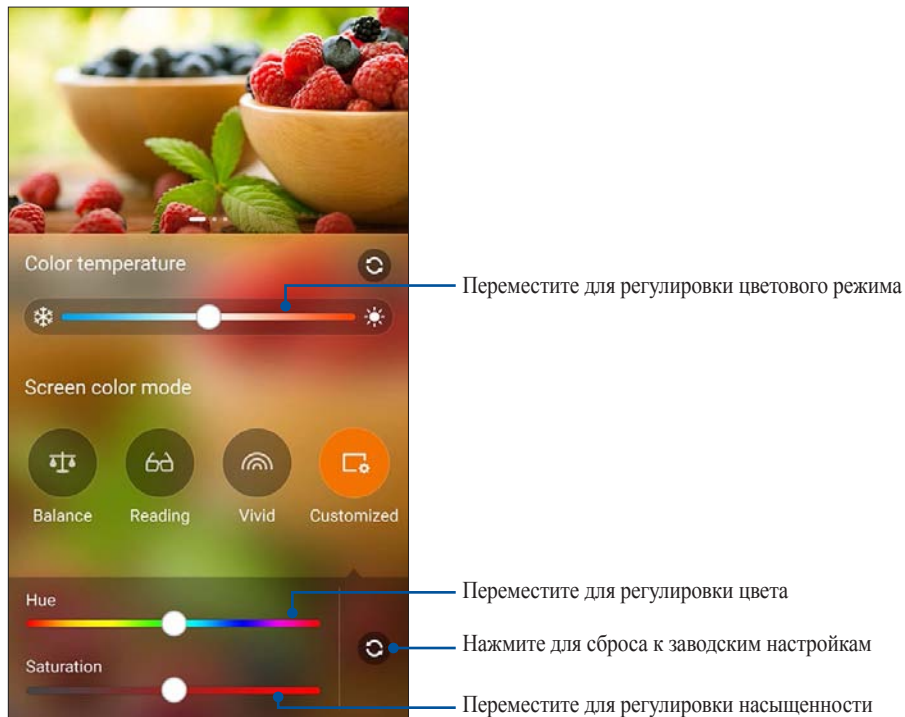 Color temperature
Переместите для регулировки цветового режима
Screen color mode
Balance Reading Vivid Customized
Hue
Переместите для регулировки цвета
Нажмите для сброса к заводским настройкам
Saturation
Переместите для регулировки насыщенности